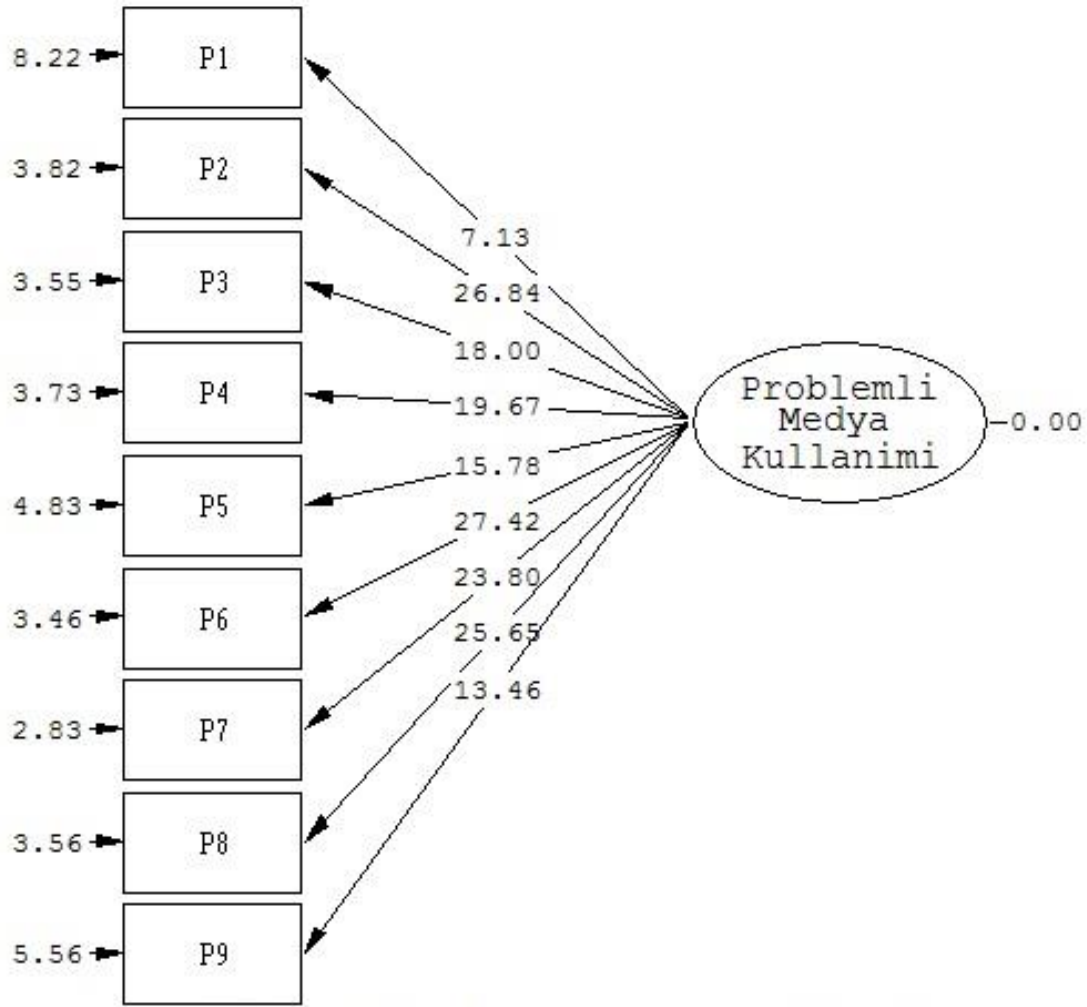 8.22
P1
3.82
P2
7.13
3.55
P3
26.84
18.00
3.73
P4
19.67
Problemli
Medya
Kullanimi
-0.00
15.78
4.83
P5
27.42
23.80
3.46
P6
25.65
13.46
2.83
P7
3.56
P8
5.56
P9